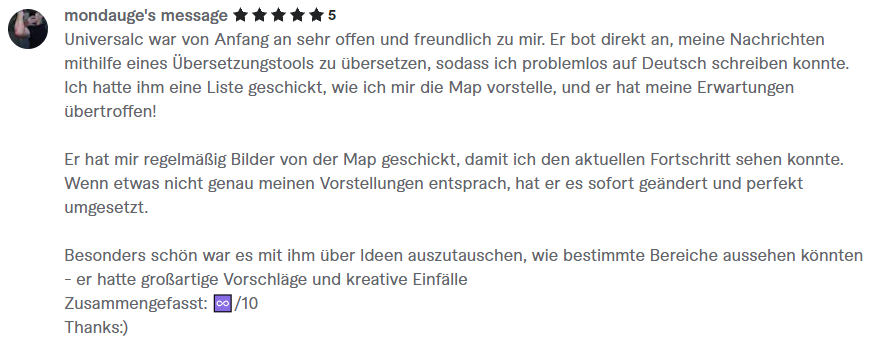 mondauge's message ★★★★★ 5
Universalc war von Anfang an sehr offen und freundlich zu mir. Er bot direkt an, meine Nachrichten
mithilfe eines Übersetzungstools zu übersetzen, sodass ich problemlos auf Deutsch schreiben konnte.
Ich hatte ihm eine Liste geschickt, wie ich mir die Map vorstelle, und er hat meine Erwartungen
übertroffen!
Er hat mir regelmäßig Bilder von der Map geschickt, damit ich den aktuellen Fortschritt sehen konnte.
Wenn etwas nicht genau meinen Vorstellungen entsprach, hat er es sofort geändert und perfekt
umgesetzt.
Besonders schön war es mit ihm über Ideen auszutauschen, wie bestimmte Bereiche aussehen könnten
- er hatte großartige Vorschläge und kreative Einfälle
Zusammengefasst: ♾️/10
Thanks:)